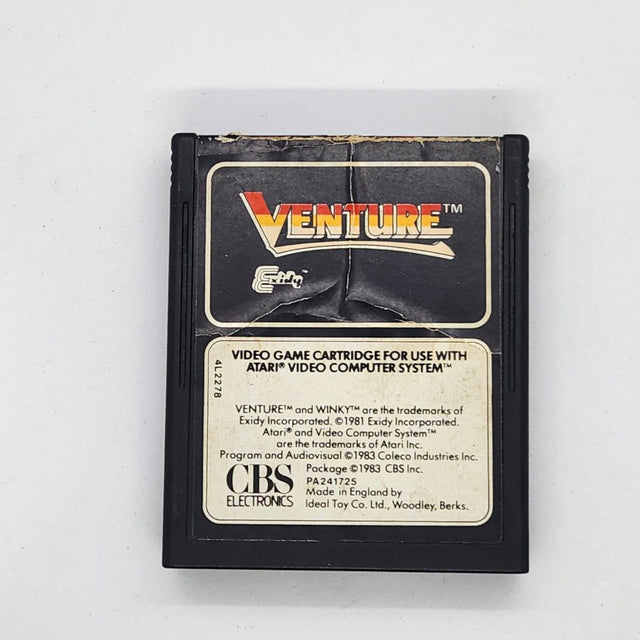 VENTURE™
Exidy™
4L2278
VIDEO GAME CARTRIDGE FOR USE WITH
ATARI® VIDEO COMPUTER SYSTEM™
VENTURE™ and WINKY™ are the trademarks of
Exidy Incorporated. ©1981 Exidy Incorporated.
Atari® and Video Computer System™
are the trademarks of Atari Inc.
Program and Audiovisual ©1983 Coleco Industries Inc.
Package ©1983 CBS Inc.
CBS
ELECTRONICS
PA241725
Made in England by
Ideal Toy Co. Ltd., Woodley, Berks.